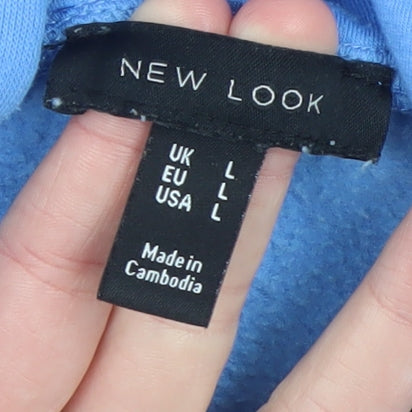 NEW LOOK
UK L
EU L
USA L
Made in
Cambodia